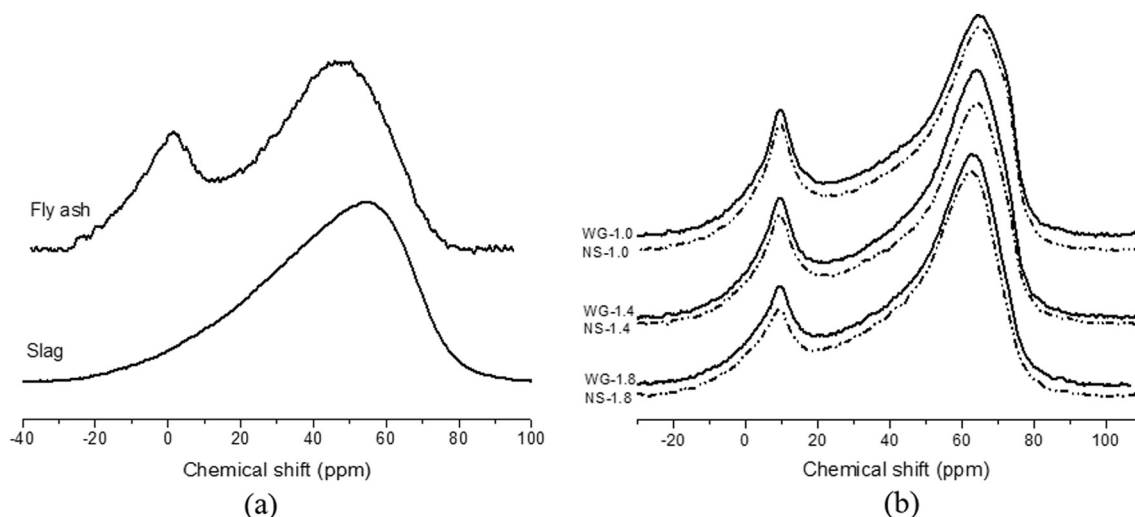 Fly ash
Slag
-40 -20 0 20 40 60 80 100
Chemical shift (ppm)
(a)
WG-1.0
NS-1.0
WG-1.4
NS-1.4
WG-1.8
NS-1.8
-20 0 20 40 60 80 100
Chemical shift (ppm)
(b)